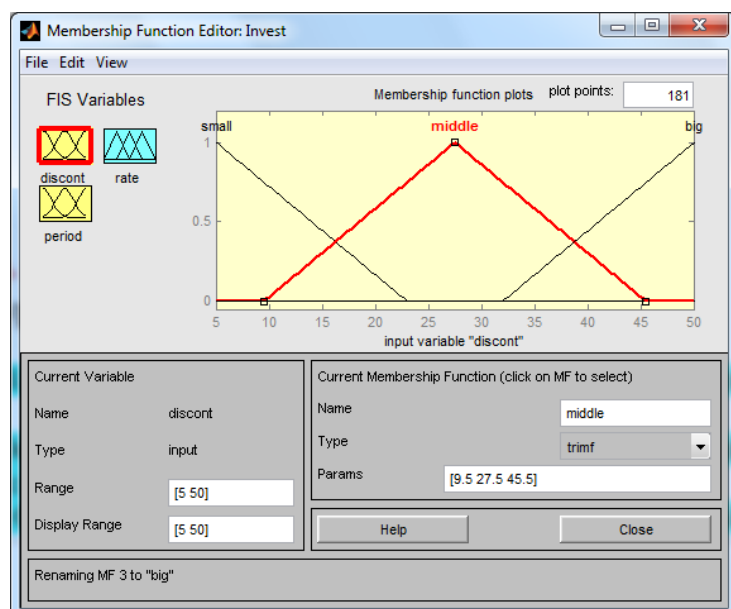 Membership Function Editor: Invest
File Edit View
FIS Variables
Membership function plots plot points: 181
small middle big
1
0.5
0
5 10 15 20 25 30 35 40 45 50
input variable "discont"
discont rate
period
Current Variable
Name discont
Type input
Range [5 50]
Display Range [5 50]
Current Membership Function (click on MF to select)
Name middle
Type trimf
Params [9.5 27.5 45.5]
Help Close
Renaming MF 3 to "big"